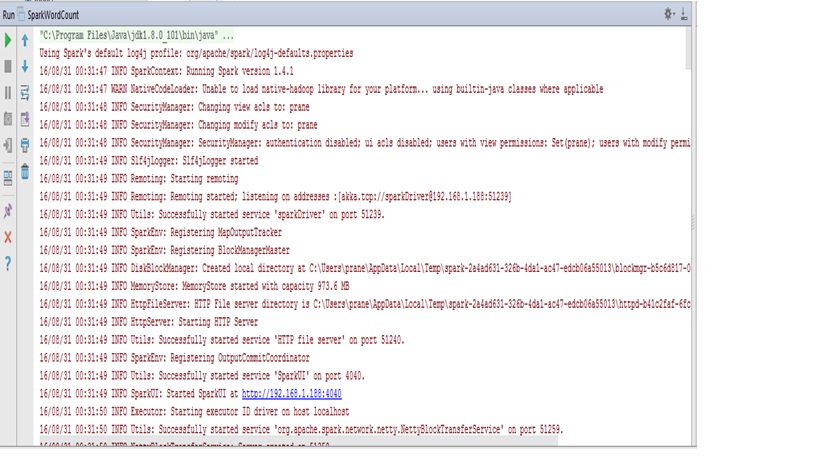 Run SparkWordCount
"C:\Program Files\Java\jdk1.8.0_101\bin\java" ...
Using Spark's default log4j profile: org/apache/spark/log4j-defaults.properties
16/08/31 00:31:47 INFO SparkContext: Running Spark version 1.4.1
16/08/31 00:31:47 WARN NativeCodeLoader: Unable to load native-hadoop library for your platform... using builtin-java classes where applicable
16/08/31 00:31:48 INFO SecurityManager: Changing view acls to: prane
16/08/31 00:31:48 INFO SecurityManager: Changing modify acls to: prane
16/08/31 00:31:48 INFO SecurityManager: SecurityManager: authentication disabled; ui acls disabled; users with view permissions: Set(prane); users with modify permi
16/08/31 00:31:49 INFO Slf4jLogger: Slf4jLogger started
16/08/31 00:31:49 INFO Remoting: Starting remoting
16/08/31 00:31:49 INFO Remoting: Remoting started; listening on addresses :[akka.tcp://sparkDriver@192.168.1.188:51239]
16/08/31 00:31:49 INFO Utils: Successfully started service 'sparkDriver' on port 51239.
16/08/31 00:31:49 INFO SparkEnv: Registering MapOutputTracker
16/08/31 00:31:49 INFO SparkEnv: Registering BlockManagerMaster
16/08/31 00:31:49 INFO DiskBlockManager: Created local directory at C:\Users\prane\AppData\Local\Temp\spark-2a4ad631-326b-4da1-ac47-edcb06a55013\blockmgr-b5c6d817-0
16/08/31 00:31:49 INFO MemoryStore: MemoryStore started with capacity 973.6 MB
16/08/31 00:31:49 INFO HttpFileServer: HTTP File server directory is C:\Users\prane\AppData\Local\Temp\spark-2a4ad631-326b-4da1-ac47-edcb06a55013\httpd-b41c2faf-6fc
16/08/31 00:31:49 INFO HttpServer: Starting HTTP Server
16/08/31 00:31:49 INFO Utils: Successfully started service 'HTTP file server' on port 51240.
16/08/31 00:31:49 INFO SparkEnv: Registering OutputCommitCoordinator
16/08/31 00:31:49 INFO Utils: Successfully started service 'SparkUI' on port 4040.
16/08/31 00:31:49 INFO SparkUI: Started SparkUI at http://192.168.1.188:4040
16/08/31 00:31:50 INFO Executor: Starting executor ID driver on host localhost
16/08/31 00:31:50 INFO Utils: Successfully started service 'org.apache.spark.network.netty.NettyBlockTransferService' on port 51259.